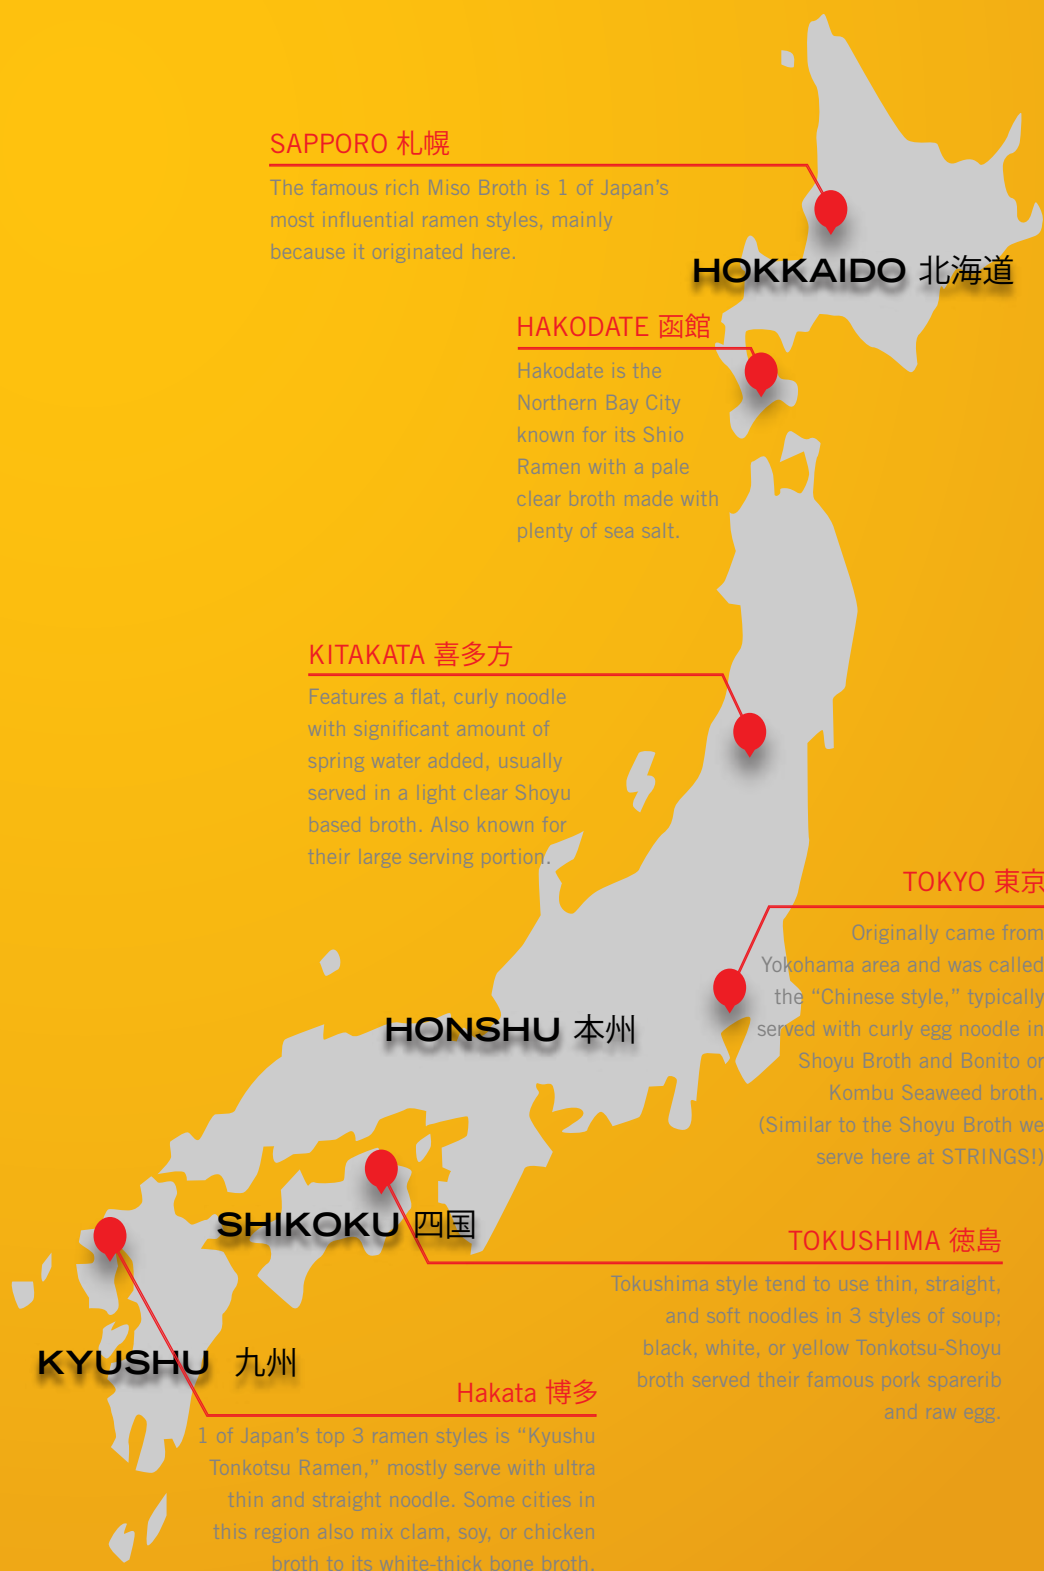 SAPPORO 札幌
The famous rich Miso Broth is 1 of Japan's
most influential ramen styles, mainly
because it originated here.
HOKKAIDO 北海道
HAKODATE 函館
Hakodate is the
Northern Bay City
known for its Shio
Ramen with a pale
clear broth made with
plenty of sea salt.
KITAKATA 喜多方
Features a flat, curly noodle
with significant amount of
spring water added, usually
served in a light clear Shoyu
based broth. Also known for
their large serving portion.
TOKYO 東京
Originally came from
Yokohama area and was called
the “Chinese style,” typically
served with curly egg noodle in
Shoyu Broth and Bonito or
Kombu Seaweed broth.
(Similar to the Shoyu Broth we
serve here at STRINGS!)
HONSHU 本州
SHIKOKU 四国
TOKUSHIMA 徳島
Tokushima style tend to use thin, straight,
and soft noodles in 3 styles of soup;
black, white, or yellow Tonkotsu-Shoyu
broth served their famous pork sparerib
and raw egg.
KYUSHU 九州
Hakata 博多
1 of Japan's top 3 ramen styles is “Kyushu
Tonkotsu Ramen,” mostly serve with ultra
thin and straight noodle. Some cities in
this region also mix clam, soy, or chicken
broth to its white-thick bone broth.